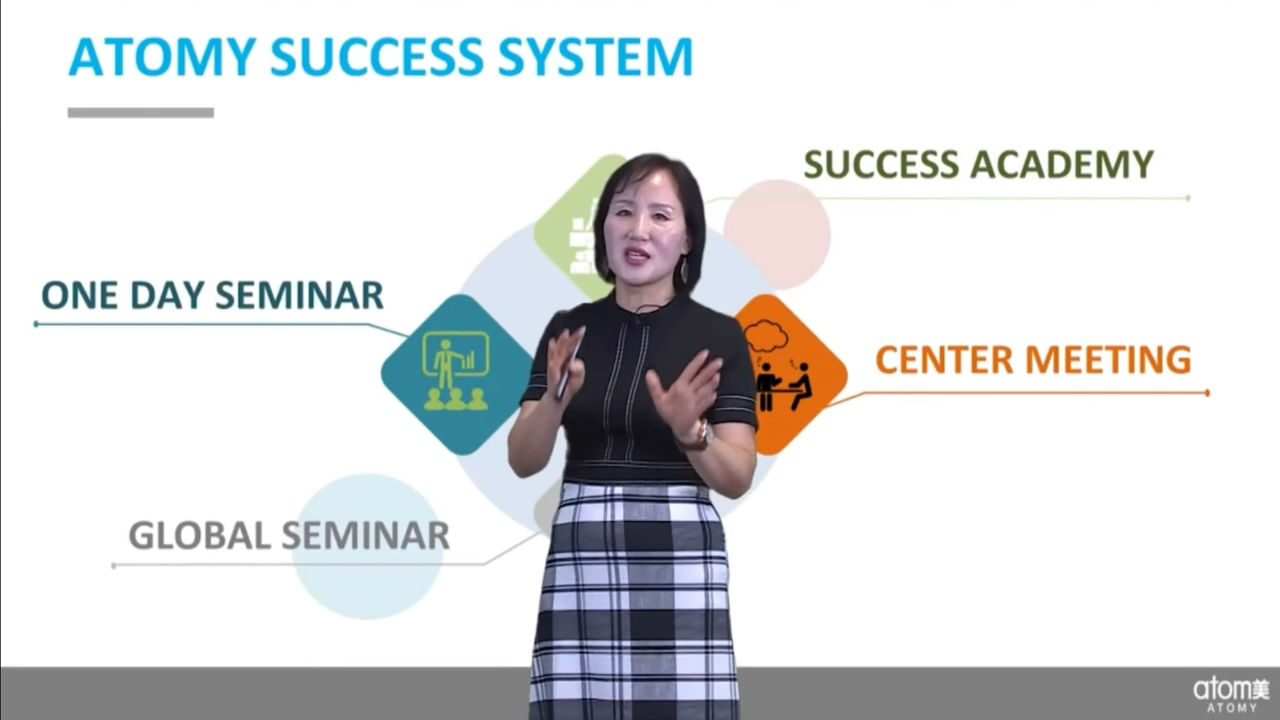 ATOMY SUCCESS SYSTEM
SUCCESS ACADEMY
ONE DAY SEMINAR
CENTER MEETING
GLOBAL SEMINAR
atom美
ATOMY